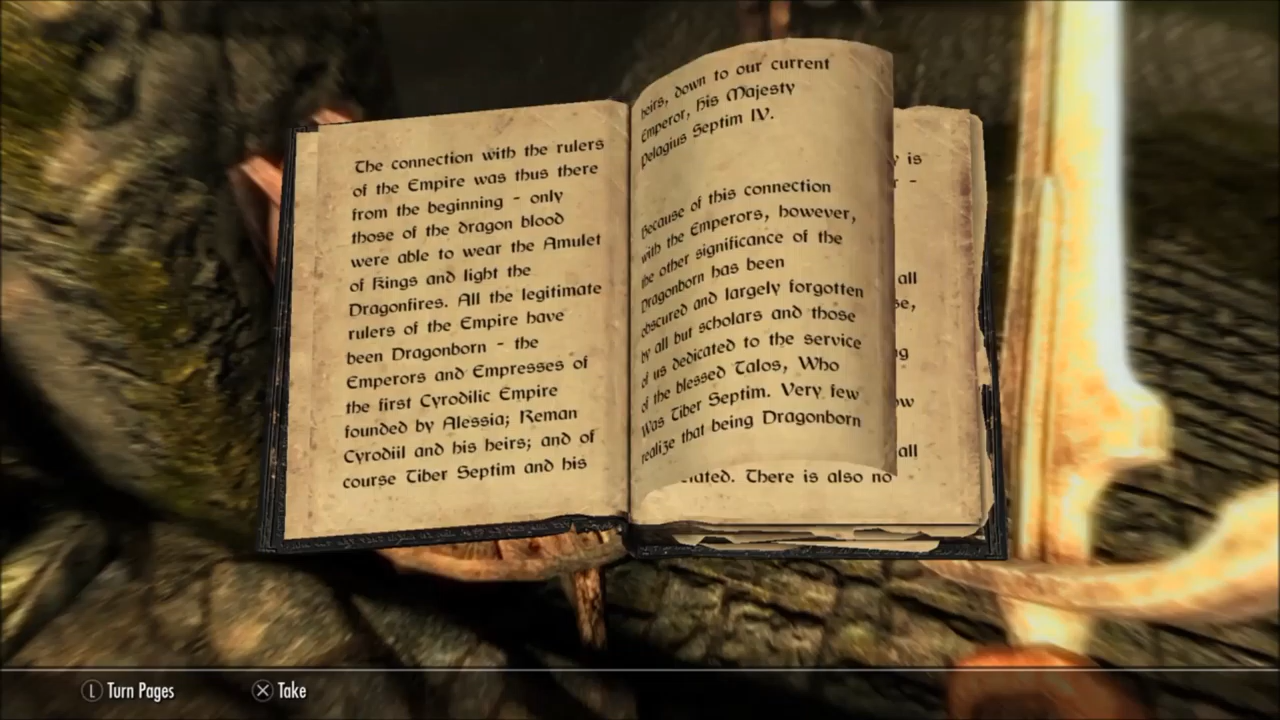 The connection with the rulers
of the Empire was thus there
from the beginning - only
those of the dragon blood
were able to wear the Amulet
of Kings and light the
Dragonfires. All the legitimate
rulers of the Empire have
been Dragonborn - the
Emperors and Empresses of
the first Cyrodilic Empire
founded by Alessia; Reman
Cyrodiil and his heirs; and of
course Tiber Septim and his
heirs, down to our current
Emperor, His Majesty
Pelagius Septim IV.
Because of this connection
with the Emperors, however,
the other significance of the
Dragonborn has been
obscured and largely forgotten
by all but scholars and those
of us dedicated to the service
of the blessed Talos, Who
Was Tiber Septim. Very few
realize that being Dragonborn
is
-
all
all
There is also no
L Turn Pages
X Take